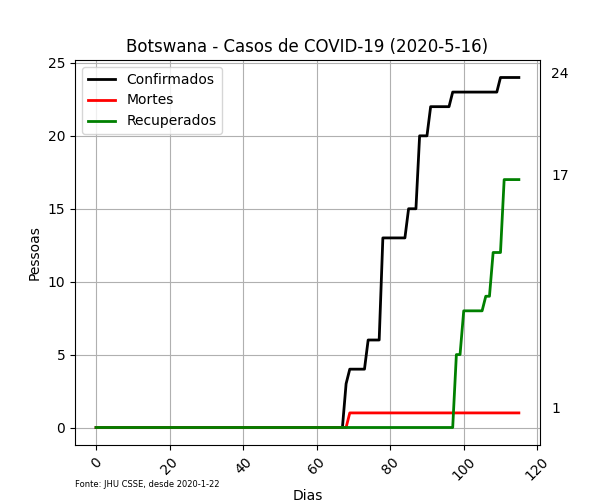 Botswana - Casos de COVID-19 (2020-5-16)
Confirmados
Mortes
Recuperados
25
20
15
10
5
0
Pessoas
24
17
1
0 20 40 60 80 100 120
Fonte: JHU CSSE, desde 2020-1-22
Dias